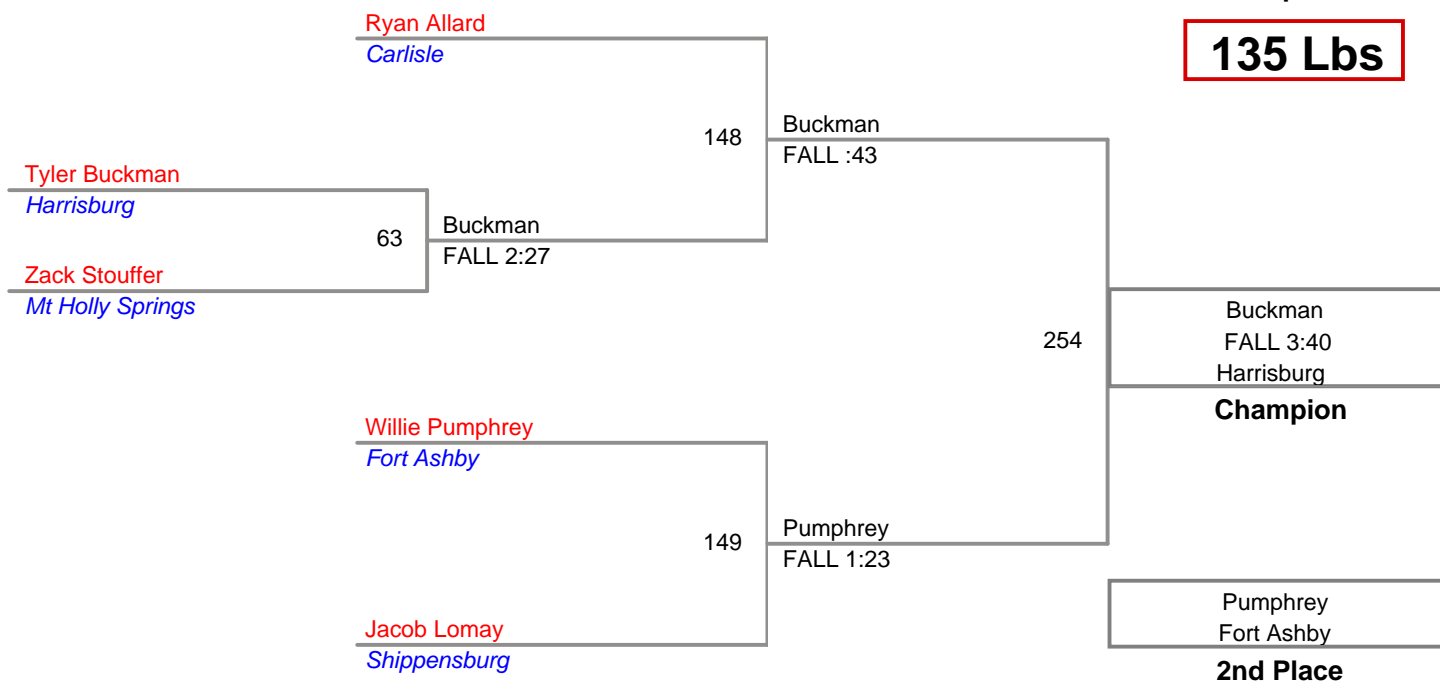 Ryan Allard
Carlisle
135 Lbs
148
Buckman
FALL :43
Tyler Buckman
Harrisburg
63
Buckman
FALL 2:27
Zack Stouffer
Mt Holly Springs
254
Buckman
FALL 3:40
Harrisburg
Champion
Willie Pumphrey
Fort Ashby
149
Pumphrey
FALL 1:23
Jacob Lomay
Shippensburg
Pumphrey
Fort Ashby
2nd Place